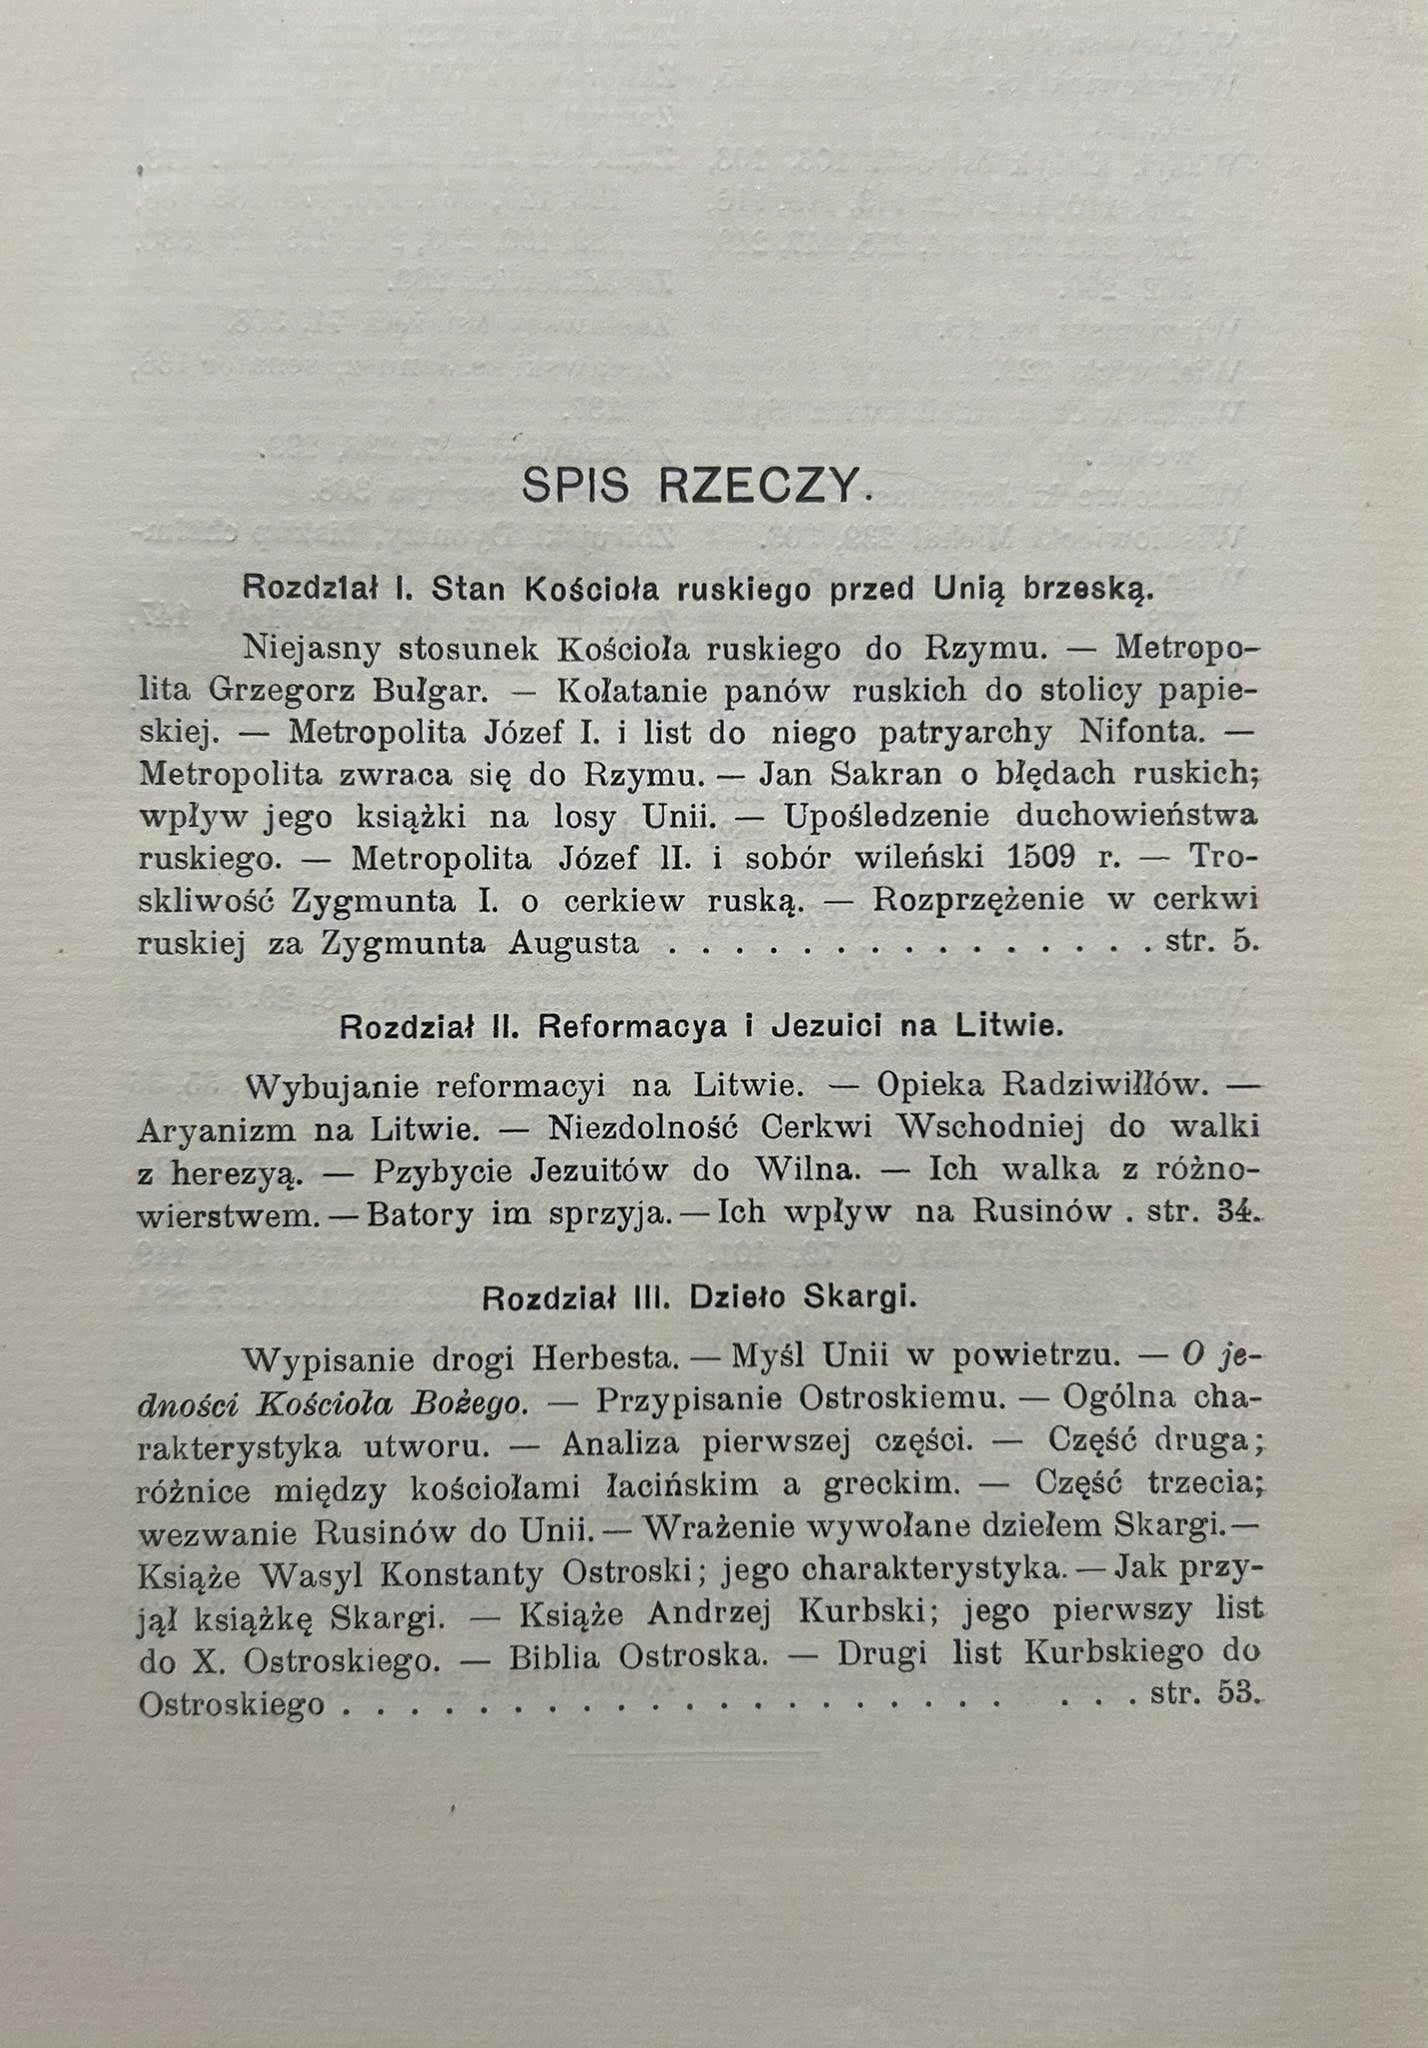 SPIS RZECZY.
Rozdział I. Stan Kościoła ruskiego przed Unią brzeską.
Niejasny stosunek Kościoła ruskiego do Rzymu. — Metropo-
lita Grzegorz Bułgar. — Kołatanie panów ruskich do stolicy papie-
skiej. — Metropolita Józef I. i list do niego patryarchy Nifonta. —
Metropolita zwraca się do Rzymu. — Jan Sakran o błędach ruskich;
wpływ jego książki na losy Unii. — Upośledzenie duchowieństwa
ruskiego. — Metropolita Józef II. i sobór wileński 1509 r. — Tro-
skliwość Zygmunta I. o cerkiew ruską. — Rozprzężenie w cerkwi
ruskiej za Zygmunta Augusta . . . . . . . . . . . . . . . str. 5.
Rozdział II. Reformacya i Jezuici na Litwie.
Wybujanie reformacyi na Litwie. — Opieka Radziwiłłów. —
Aryanizm na Litwie. — Niezdolność Cerkwi Wschodniej do walki
z herezyą. — Pzybycie Jezuitów do Wilna. — Ich walka z różno-
wierstwem. — Batory im sprzyja. — Ich wpływ na Rusinów . str. 34.
Rozdział III. Dzieło Skargi.
Wypisanie drogi Herbesta. — Myśl Unii w powietrzu. — O je-
dności Kościoła Bożego. — Przypisanie Ostroskiemu. — Ogólna cha-
rakterystyka utworu. — Analiza pierwszej części. — Część druga;
różnice między kościołami łacińskim a greckim. — Część trzecia;
wezwanie Rusinów do Unii. — Wrażenie wywołane dziełem Skargi. —
Książe Wasyl Konstanty Ostroski; jego charakterystyka. — Jak przy-
jął książkę Skargi. — Książe Andrzej Kurbski; jego pierwszy list
do X. Ostroskiego. — Biblia Ostroska. — Drugi list Kurbskiego do
Ostroskiego . . . . . . . . . . . . . . . . . . . . . . . str. 53.